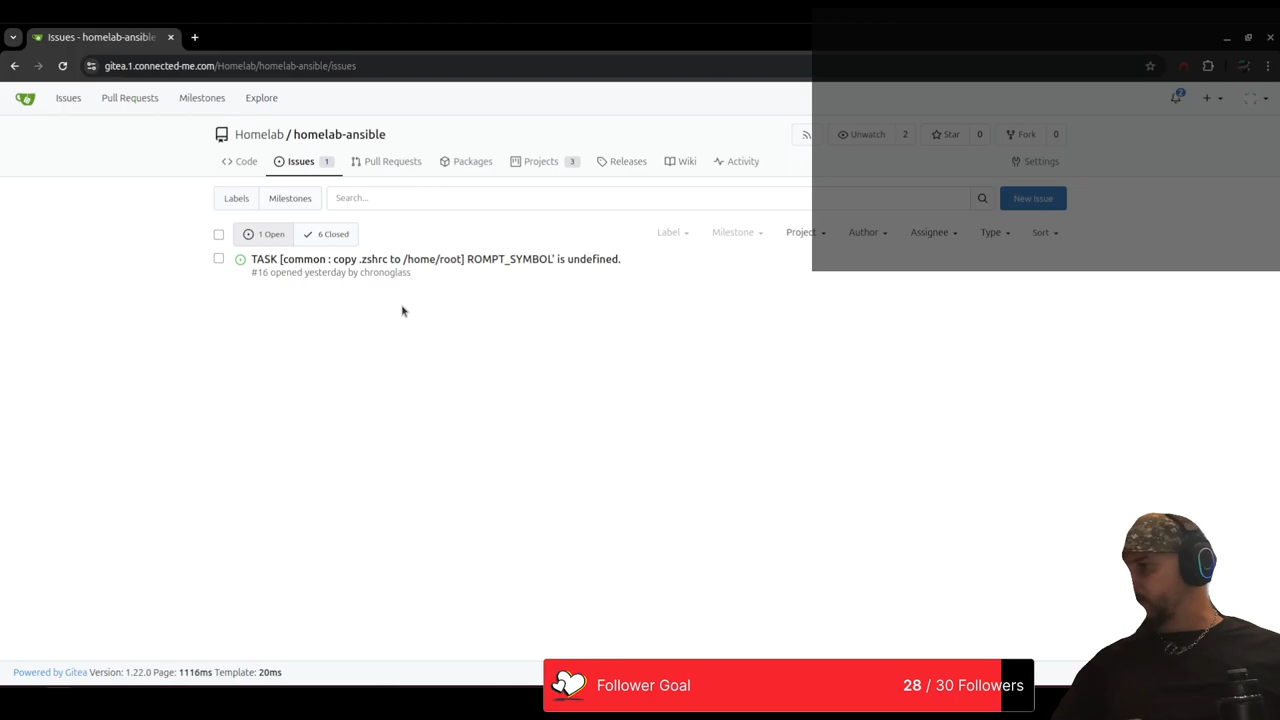 Issues - homelab-ansible
gitea.1.connected-me.com/Homelab/homelab-ansible/issues
Issues Pull Requests Milestones Explore 2
Homelab / homelab-ansible Unwatch 2 Star 0 Fork 0
Code Issues 1 Pull Requests Packages Projects 3 Releases Wiki Activity Settings
Labels Milestones Search... New Issue
1 Open 6 Closed Label Milestone Project Author Assignee Type Sort
TASK [common : copy .zshrc to /home/root] ROMPT_SYMBOL' is undefined.
#16 opened yesterday by chronoglass
Powered by Gitea Version: 1.22.0 Page: 1116ms Template: 20ms
Follower Goal 28 / 30 Followers